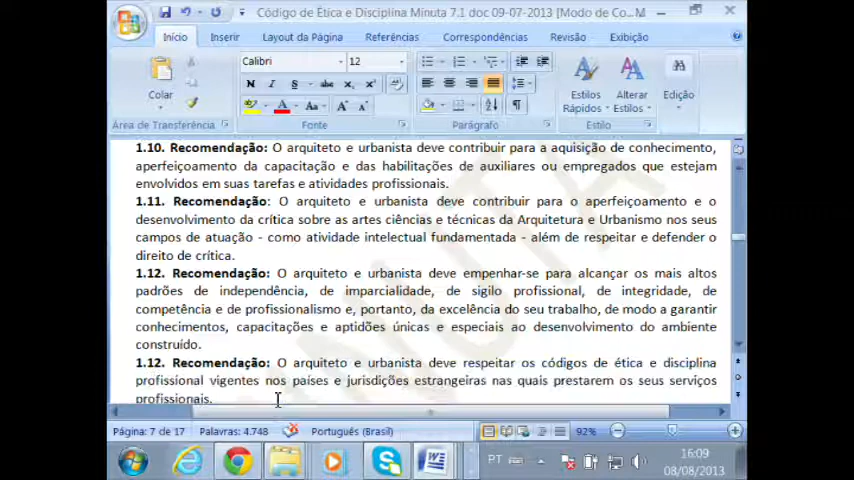 Código de Ética e Disciplina Minuta 7.1 doc 09-07-2013 [Modo de Co...
Início Inserir Layout da Página Referências Correspondências Revisão Exibição
Calibri 12
Colar
N I S abc x₂ x² Aa
Estilos Rápidos Alterar Estilos Edição
Área de Transferência Fonte Parágrafo Estilo
1.10. Recomendação: O arquiteto e urbanista deve contribuir para a aquisição de conhecimento,
aperfeiçoamento da capacitação e das habilitações de auxiliares ou empregados que estejam
envolvidos em suas tarefas e atividades profissionais.
1.11. Recomendação: O arquiteto e urbanista deve contribuir para o aperfeiçoamento e o
desenvolvimento da crítica sobre as artes ciências e técnicas da Arquitetura e Urbanismo nos seus
campos de atuação - como atividade intelectual fundamentada - além de respeitar e defender o
direito de crítica.
1.12. Recomendação: O arquiteto e urbanista deve empenhar-se para alcançar os mais altos
padrões de independência, de imparcialidade, de sigilo profissional, de integridade, de
competência e de profissionalismo e, portanto, da excelência do seu trabalho, de modo a garantir
conhecimentos, capacitações e aptidões únicas e especiais ao desenvolvimento do ambiente
construído.
1.12. Recomendação: O arquiteto e urbanista deve respeitar os códigos de ética e disciplina
profissional vigentes nos países e jurisdições estrangeiras nas quais prestarem os seus serviços
profissionais.
MINUTA
Página: 7 de 17 Palavras: 4.748 Português (Brasil) 92%
PT 16:09
08/08/2013